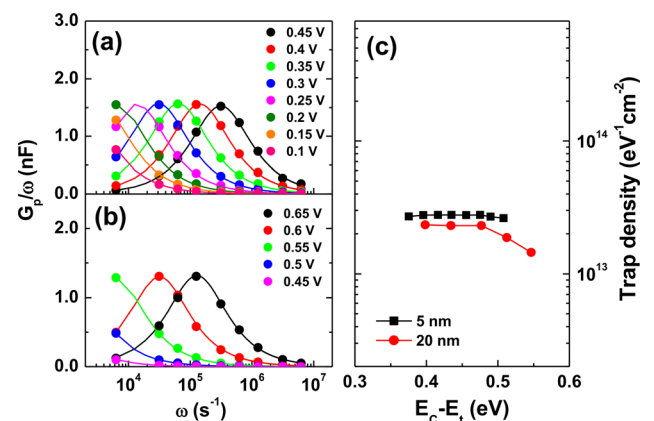 (a)
3.0
2.0
1.0
0.0
0.45 V
0.4 V
0.35 V
0.3 V
0.25 V
0.2 V
0.15 V
0.1 V
Gp/ω (nF)
(b)
2.0
1.0
0.0
0.65 V
0.6 V
0.55 V
0.5 V
0.45 V
10^4 10^5 10^6 10^7
ω (s^-1)
(c)
10^14
10^13
Trap density (eV^-1cm^-2)
5 nm
20 nm
0.3 0.4 0.5 0.6
E_C-E_t (eV)